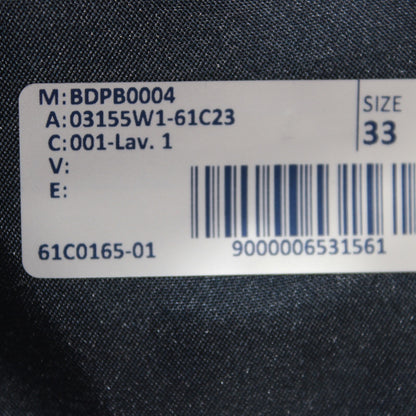 M:BDPB0004
A:03155W1-61C23
C:001-Lav. 1
V:
E:
SIZE
33
61C0165-01
9000006531561